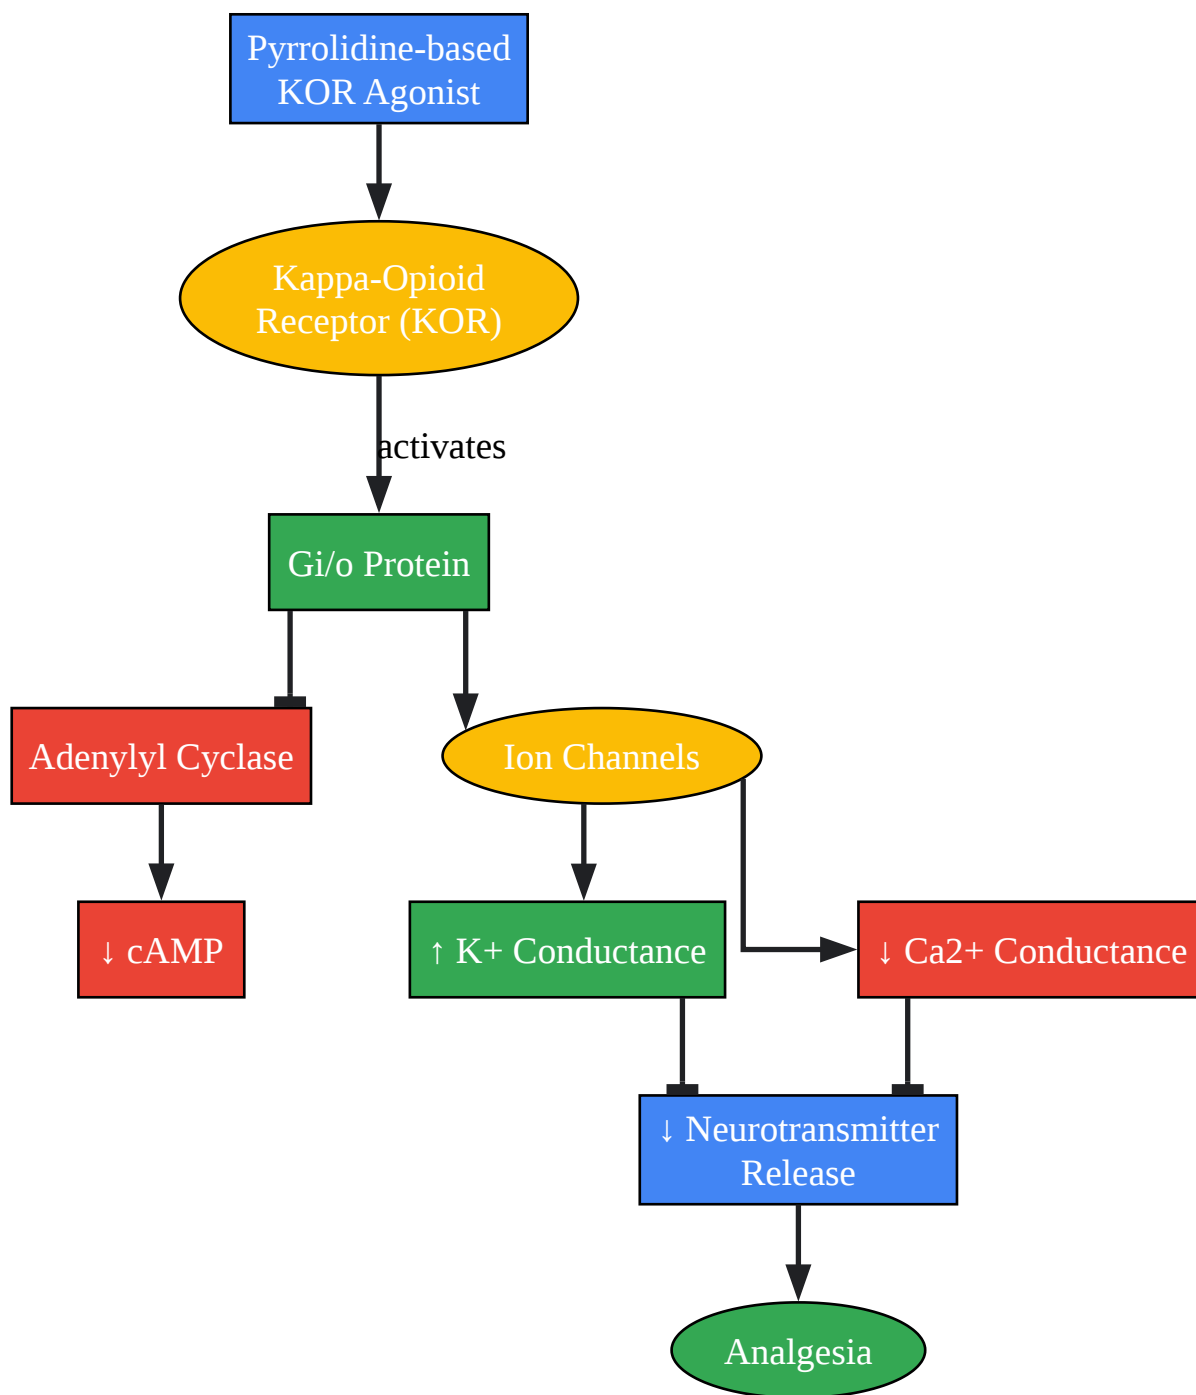 Pyrrolidine-based
KOR Agonist
Kappa-Opioid
Receptor (KOR)
activates
Gi/o Protein
Adenylyl Cyclase
Ion Channels
↓ cAMP
↑ K+ Conductance
↓ Ca2+ Conductance
↓ Neurotransmitter
Release
Analgesia